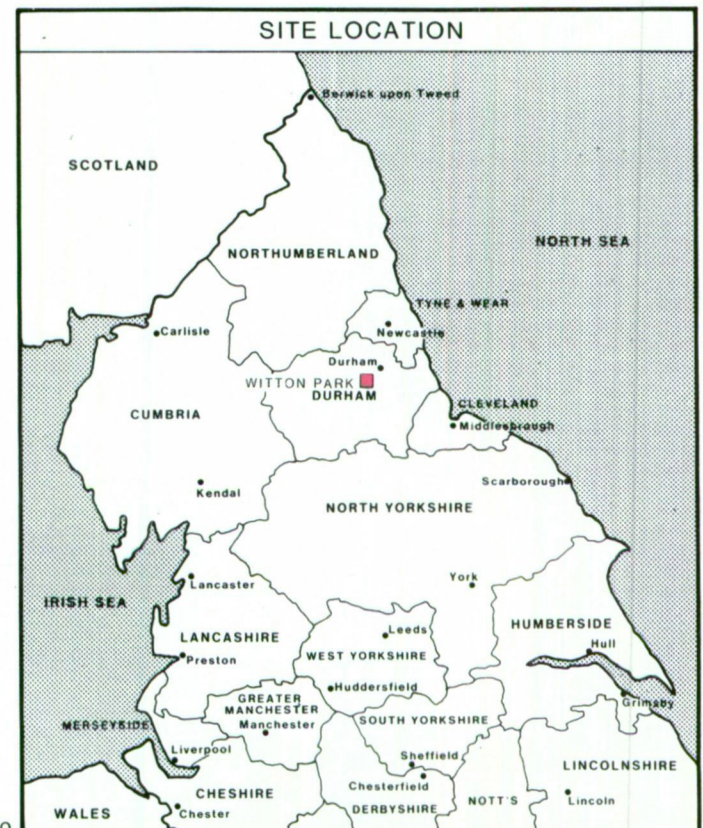 SITE LOCATION
Berwick upon Tweed
SCOTLAND
NORTH SEA
NORTHUMBERLAND
TYNE & WEAR
Carlisle
Newcastle
Durham
WITTON PARK
DURHAM
CLEVELAND
CUMBRIA
Middlesbrough
Scarborough
Kendal
NORTH YORKSHIRE
York
Lancaster
IRISH SEA
HUMBERSIDE
Leeds
LANCASHIRE
Hull
WEST YORKSHIRE
Preston
Huddersfield
GREATER
MANCHESTER
Grimsby
SOUTH YORKSHIRE
MERSEYSIDE
Manchester
Liverpool
Sheffield
LINCOLNSHIRE
Chesterfield
CHESHIRE
NOTT'S
Lincoln
DERBYSHIRE
WALES
Chester